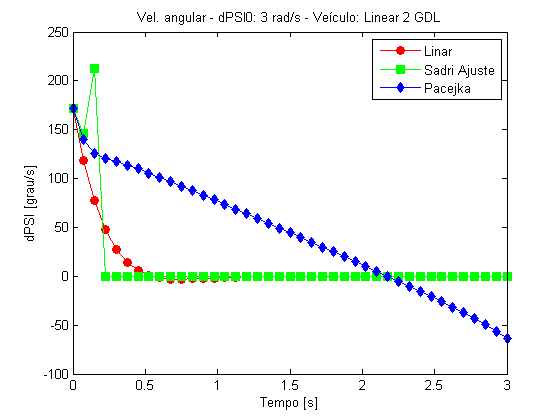 Vel. angular - dPSI0: 3 rad/s - Veículo: Linear 2 GDL
250
200
150
100
50
0
-50
-100
dPSI [grau/s]
Linar
Sadri Ajuste
Pacejka
0
0.5
1
1.5
2
2.5
3
Tempo [s]